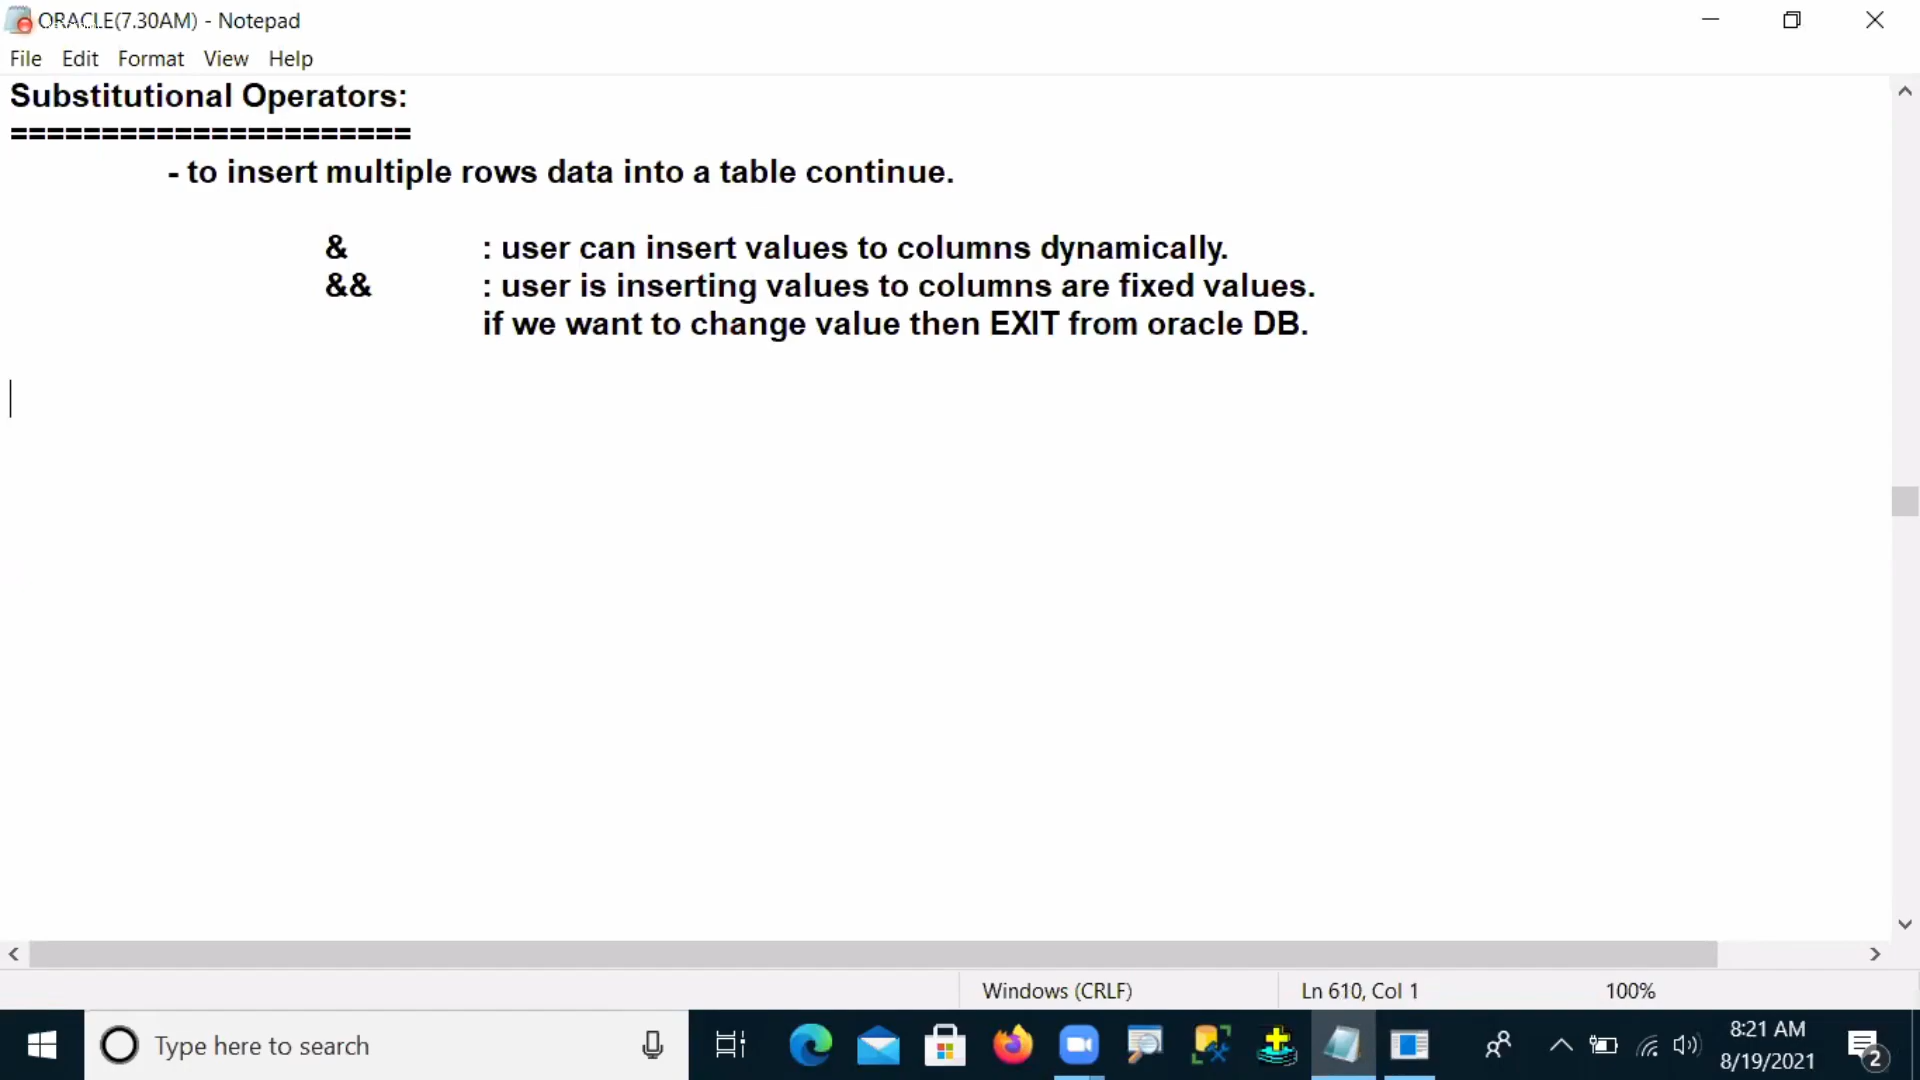 ORACLE(7.30AM) - Notepad
File Edit Format View Help
Substitutional Operators:
======================
- to insert multiple rows data into a table continue.
& : user can insert values to columns dynamically.
&& : user is inserting values to columns are fixed values.
if we want to change value then EXIT from oracle DB.
Windows (CRLF) Ln 610, Col 1 100%
Type here to search
8:21 AM
8/19/2021
2